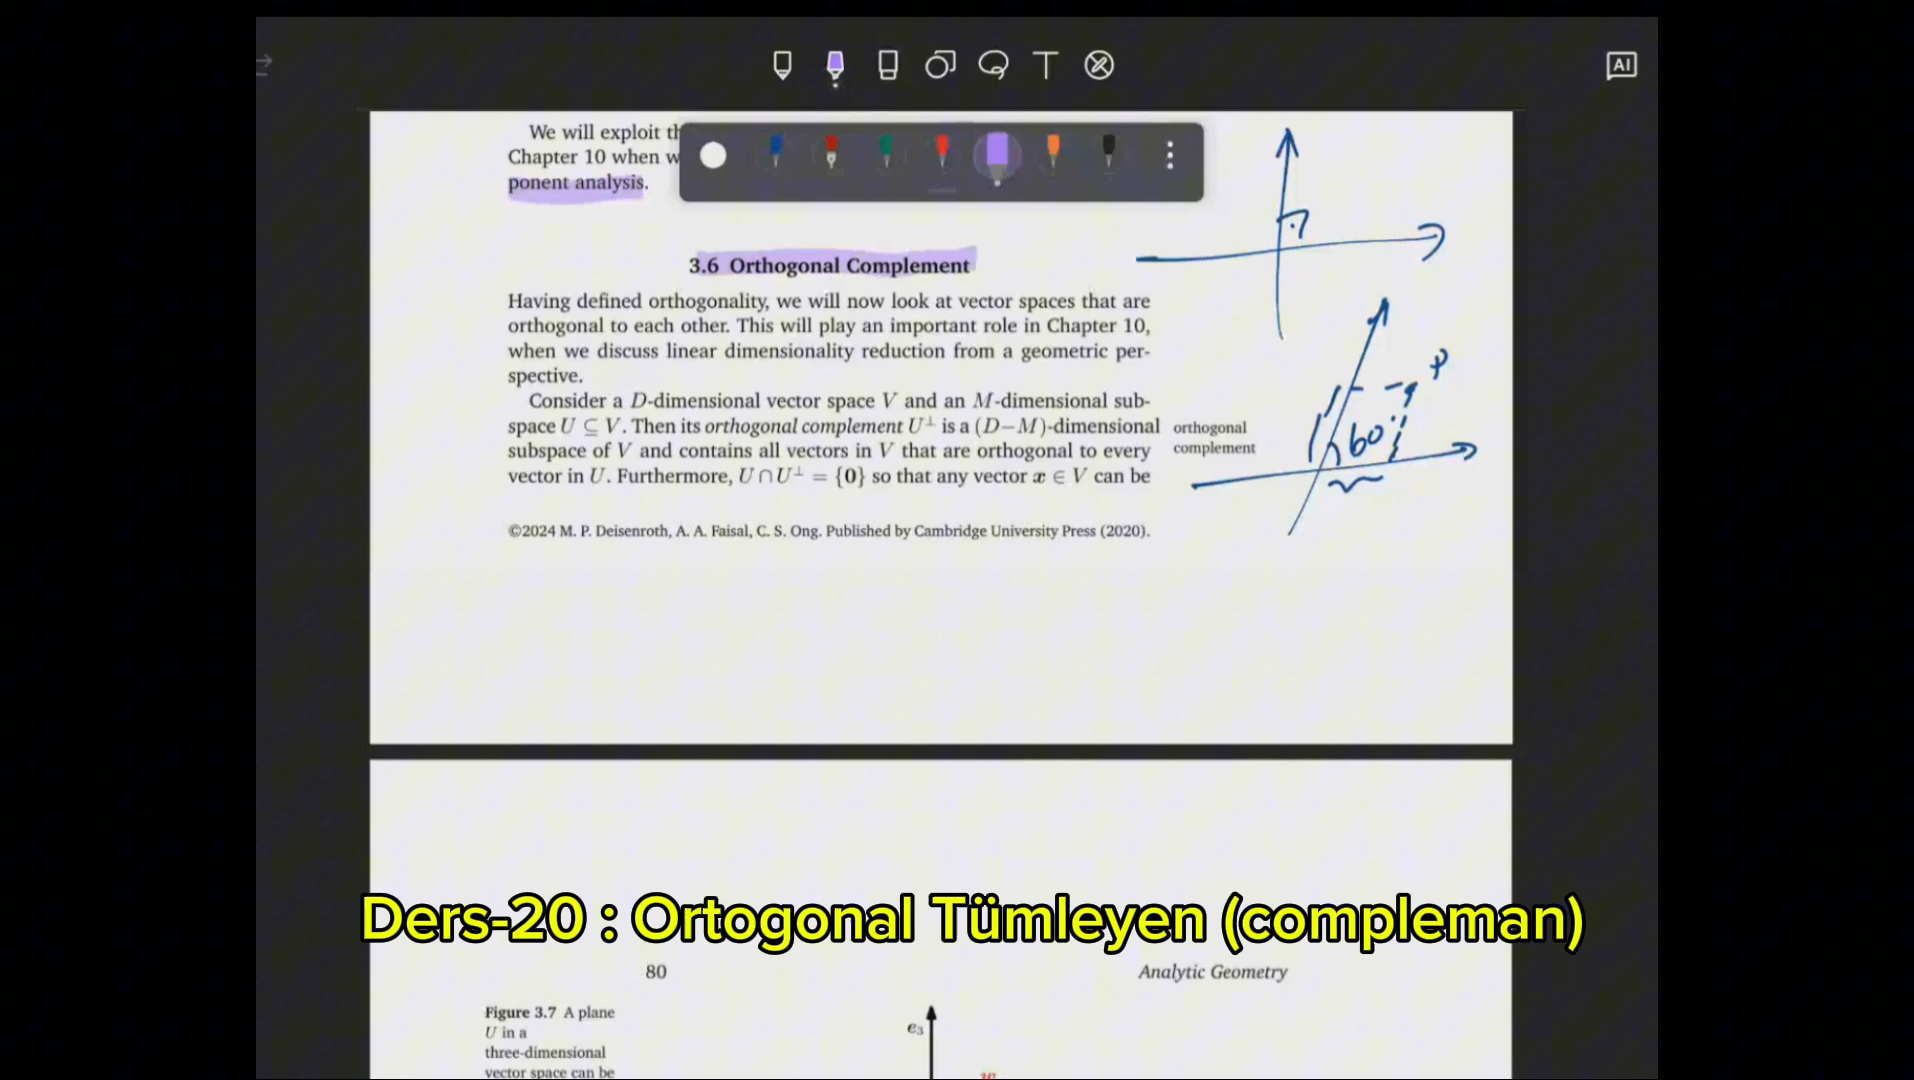 AI
We will exploit th
Chapter 10 when w
ponent analysis.
3.6 Orthogonal Complement
Having defined orthogonality, we will now look at vector spaces that are
orthogonal to each other. This will play an important role in Chapter 10,
when we discuss linear dimensionality reduction from a geometric per-
spective.
Consider a D-dimensional vector space V and an M-dimensional sub-
space U ⊆ V. Then its orthogonal complement U⊥ is a (D−M)-dimensional
subspace of V and contains all vectors in V that are orthogonal to every
vector in U. Furthermore, U ∩ U⊥ = {0} so that any vector x ∈ V can be
orthogonal
complement
P
60
©2024 M. P. Deisenroth, A. A. Faisal, C. S. Ong. Published by Cambridge University Press (2020).
Ders-20 : Ortogonal Tümleyen (compleman)
80
Analytic Geometry
Figure 3.7 A plane
U in a
three-dimensional
vector space can be
e3